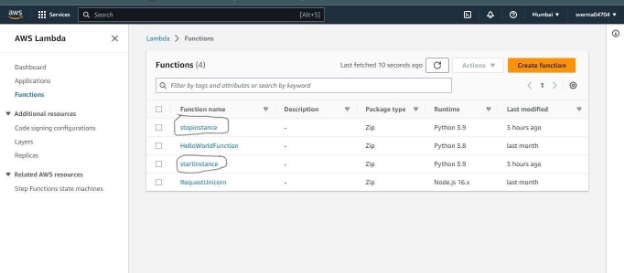 aws Services Search [Alt+S] Mumbai averma04704
AWS Lambda
Lambda > Functions
Dashboard
Applications
Functions
Additional resources
Code signing configurations
Layers
Replicas
Related AWS resources
Step Functions state machines
Functions (4) Last fetched 10 seconds ago Actions Create function
Filter by tags and attributes or search by keyword 1
Function name Description Package type Runtime Last modified
stopinstance - Zip Python 3.9 5 hours ago
HelloWorldFunction - Zip Python 3.8 last month
startinstance - Zip Python 3.9 5 hours ago
RequestUnicorn - Zip Node.js 16.x last month